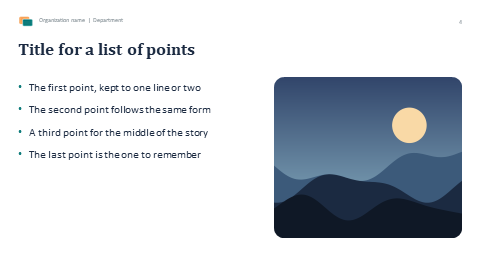 Organization name | Department
4
Title for a list of points
• The first point, kept to one line or two
• The second point follows the same form
• A third point for the middle of the story
• The last point is the one to remember